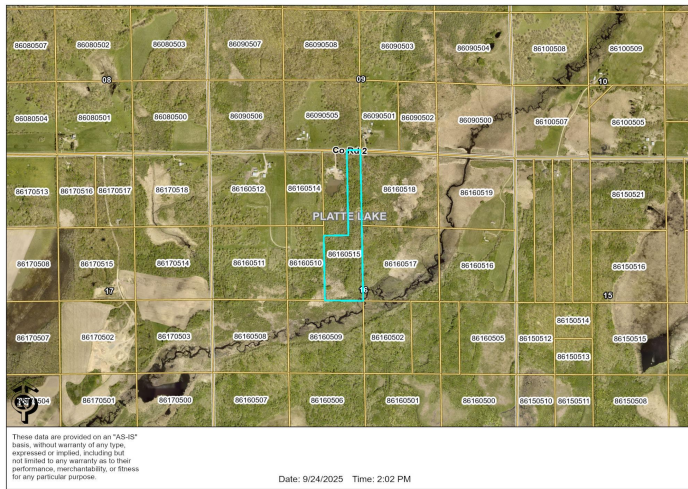 86080507 86080502 86080503 86090507 86090508 86090503 86090504 86100508 86100509
08 09 10
86080504 86080501 86080500 86090506 86090505 86090501 86090502 86090500 86100507 86100505
Co Rd 2
86170513 86170516 86170517 86170518 86160512 86160514 86160518 86160519 86150521
PLATTE LAKE
86170508 86170515 86170514 86160511 86160510 86160515 86160517 86160516 86150516
17 16 15
86170507 86170502 86170503 86160508 86160509 86160502 86160505 86150512 86150514 86150515
86150513
N 504 86170501 86170500 86160507 86160506 86160501 86160500 86150510 86150511 86150508
These data are provided on an "AS-IS"
basis, without warranty of any type,
expressed or implied, including but
not limited to any warranty as to their
performance, merchantability, or fitness
for any particular purpose.
Date: 9/24/2025 Time: 2:02 PM